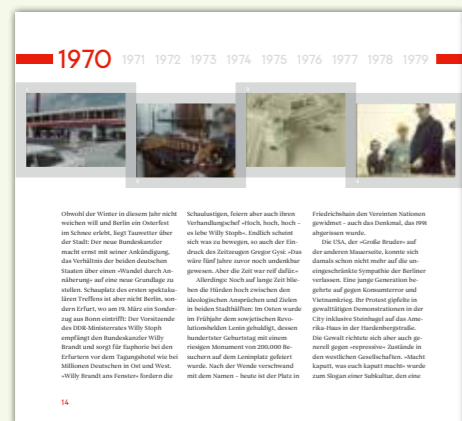 1970 1971 1972 1973 1974 1975 1976 1977 1978 1979
Obwohl der Winter in diesem Jahr nicht
weichen will und Berlin ein Osterfest
im Schnee erlebt, liegt Tauwetter über
der Stadt: Der neue Bundeskanzler
macht ernst mit seiner Ankündigung,
das Verhältnis der beiden deutschen
Staaten über einen »Wandel durch An-
näherung« auf eine neue Grundlage zu
stellen. Schauplatz des ersten spektaku-
lären Treffens ist aber nicht Berlin, son-
dern Erfurt, wo am 19. März ein Sonder-
zug aus Bonn eintrifft: Der Vorsitzende
des DDR-Ministerrates Willy Stoph
empfängt den Bundeskanzler Willy
Brandt und sorgt für Euphorie bei den
Erfurtern vor dem Tagungshotel wie bei
Millionen Deutschen in Ost und West.
»Willy Brandt ans Fenster« fordern die
Schaulustigen, feiern aber auch ihren
Verhandlungschef »Hoch, hoch, hoch –
es lebe Willy Stoph«. Endlich scheint
sich was zu bewegen, so auch der Ein-
druck des Zeitzeugen Gregor Gysi: »Das
wäre fünf Jahre zuvor noch undenkbar
gewesen. Aber die Zeit war reif dafür.«
Allerdings: Noch auf lange Zeit blie-
ben die Hürden hoch zwischen den
ideologischen Ansprüchen und Zielen
in beiden Stadthälften: Im Osten wurde
im Frühjahr dem sowjetischen Revo-
lutionshelden Lenin gehuldigt, dessen
hundertster Geburtstag mit einem
riesigen Monument von 200.000 Be-
suchern auf dem Leninplatz gefeiert
wurde. Nach der Wende verschwand
mit dem Namen – heute ist der Platz in
Friedrichshain den Vereinten Nationen
gewidmet – auch das Denkmal, das 1991
abgerissen wurde.
Die USA, der »Große Bruder« auf
der anderen Mauerseite, konnte sich
damals schon nicht mehr auf die un-
eingeschränkte Sympathie der Berliner
verlassen. Eine junge Generation be-
gehrte auf gegen Konsumterror und
Vietnamkrieg. Ihr Protest gipfelte in
gewalttätigen Demonstrationen in der
City inklusive Steinhagel auf das Ame-
rika-Haus in der Hardenbergstraße.
Die Gewalt richtete sich aber auch ge-
nerell gegen »repressive« Zustände in
den westlichen Gesellschaften. »Macht
kaputt, was euch kaputt macht« wurde
zum Slogan einer Subkultur, den eine
14